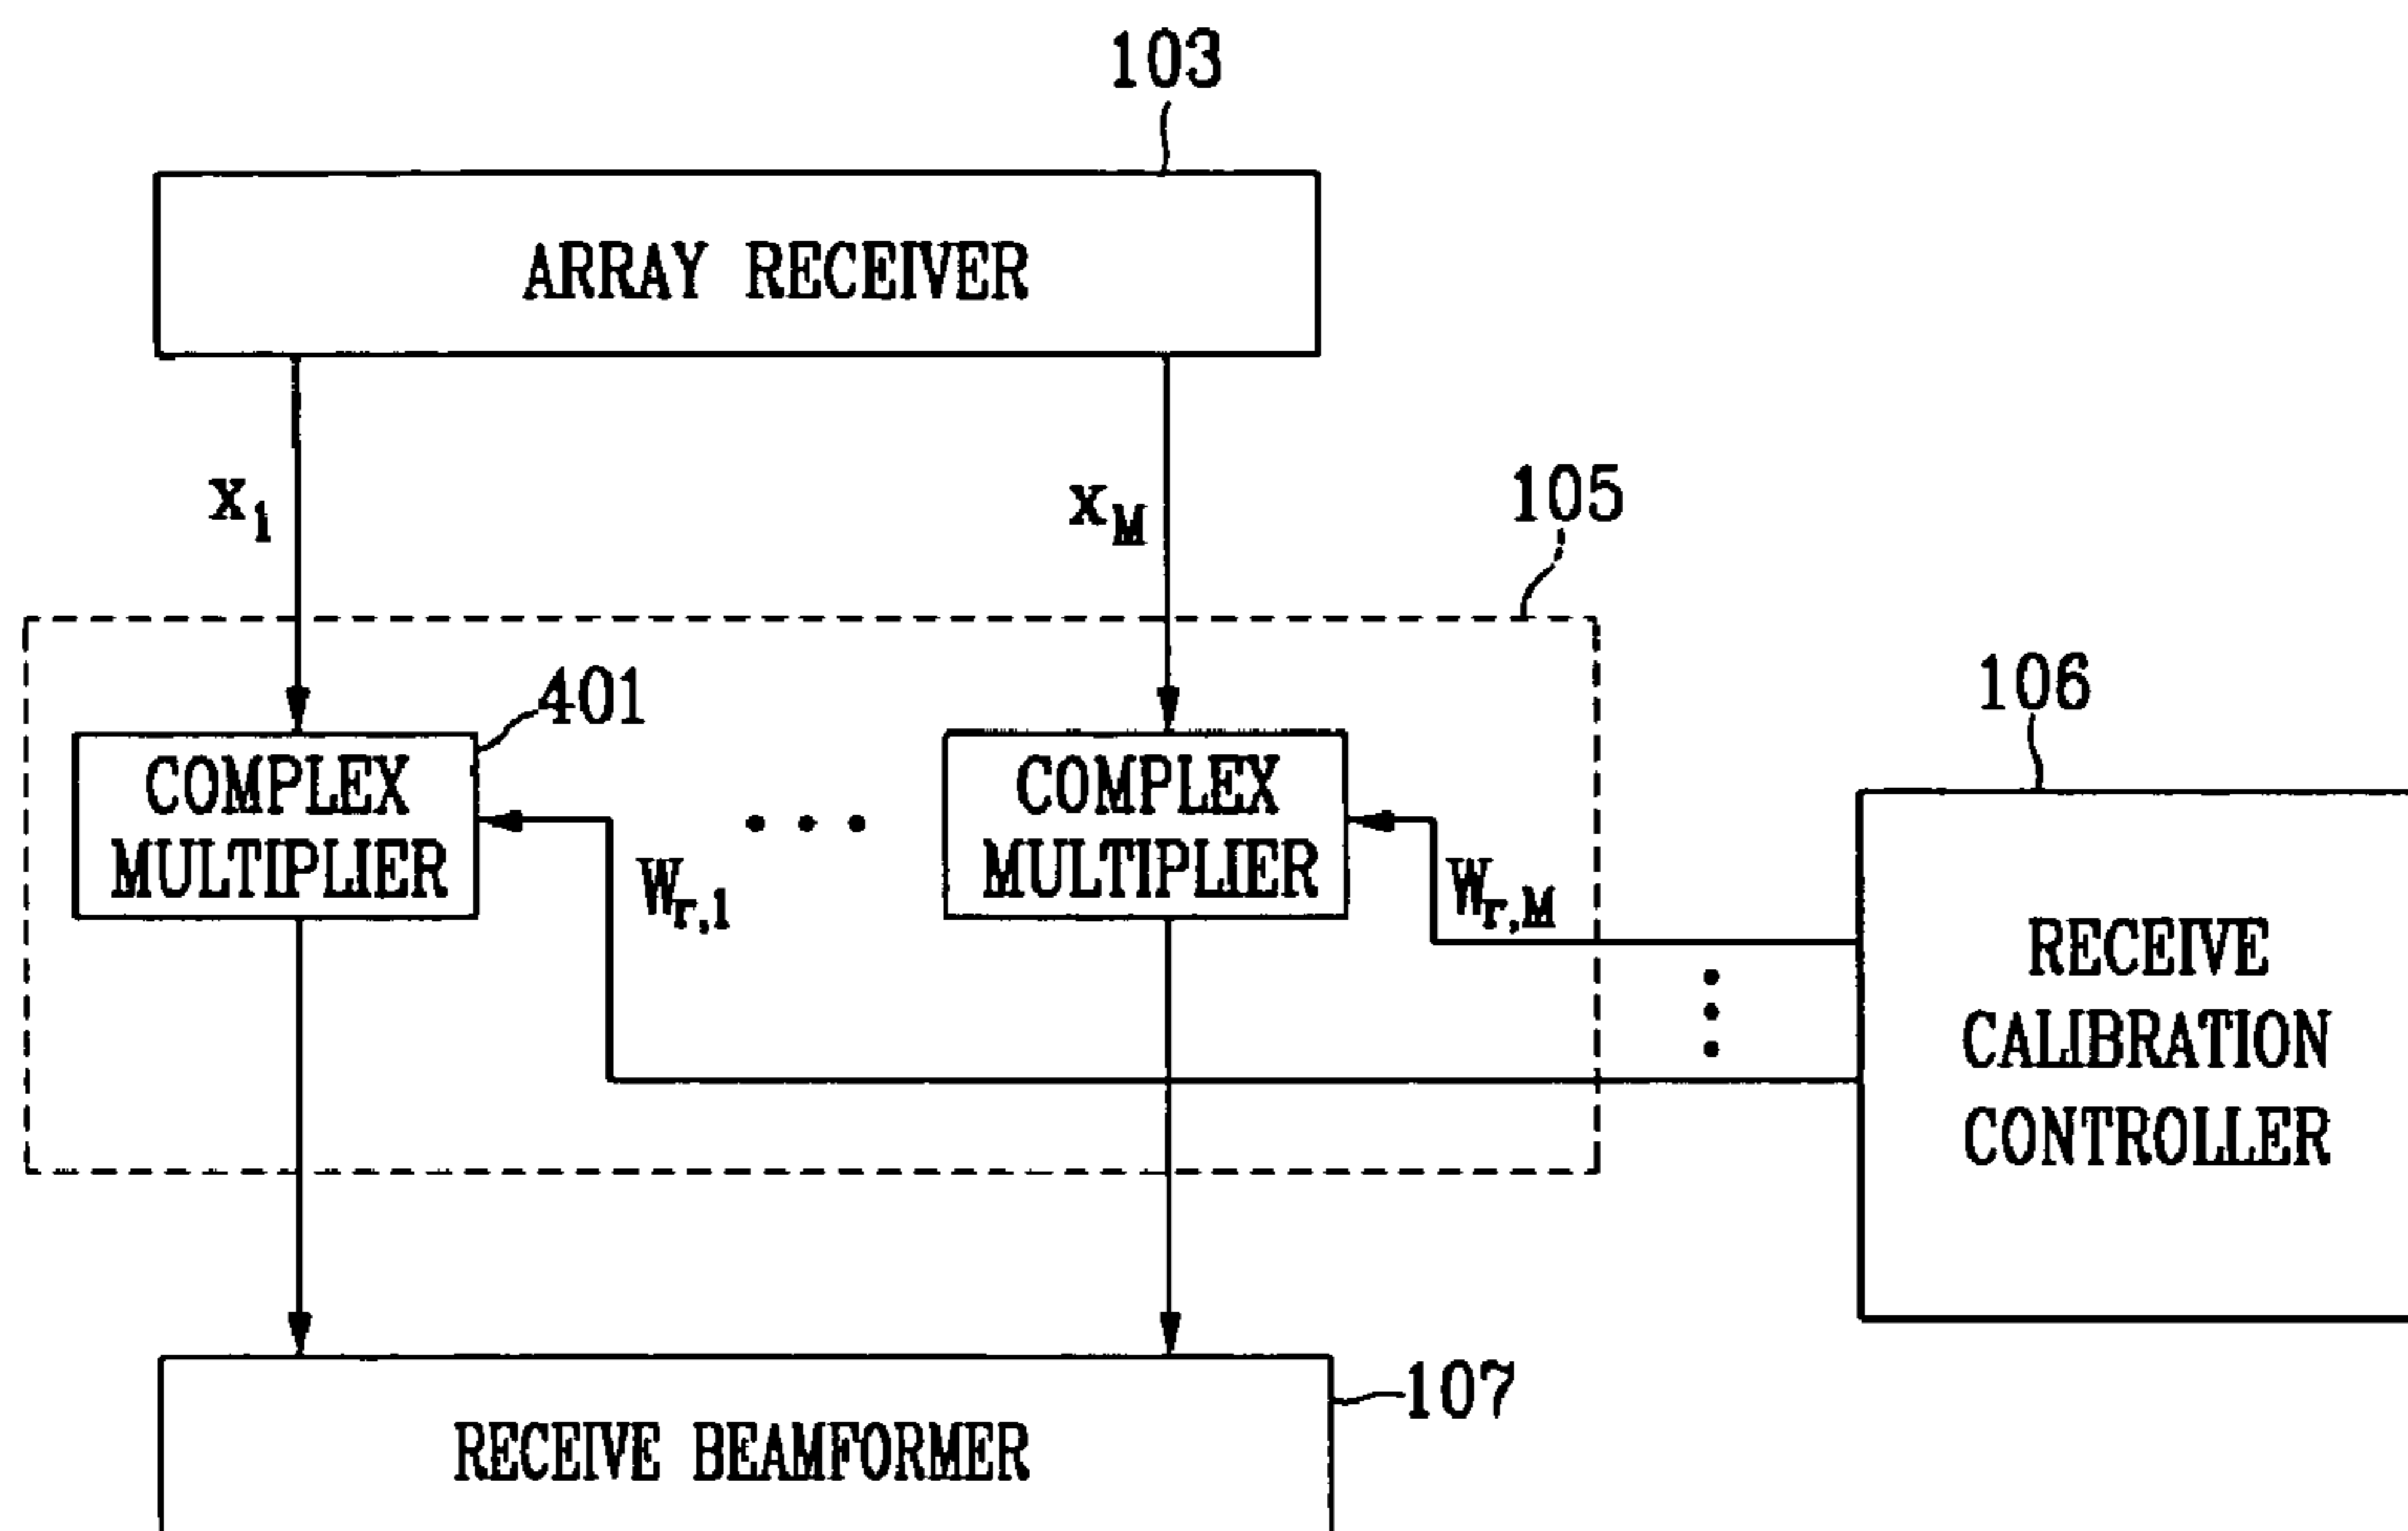 103
ARRAY RECEIVER
x1
xM
105
401
106
COMPLEX
MULTIPLIER
COMPLEX
MULTIPLIER
Wr,1
Wr,M
RECEIVE
CALIBRATION
CONTROLLER
107
RECEIVE BEAMFORMER